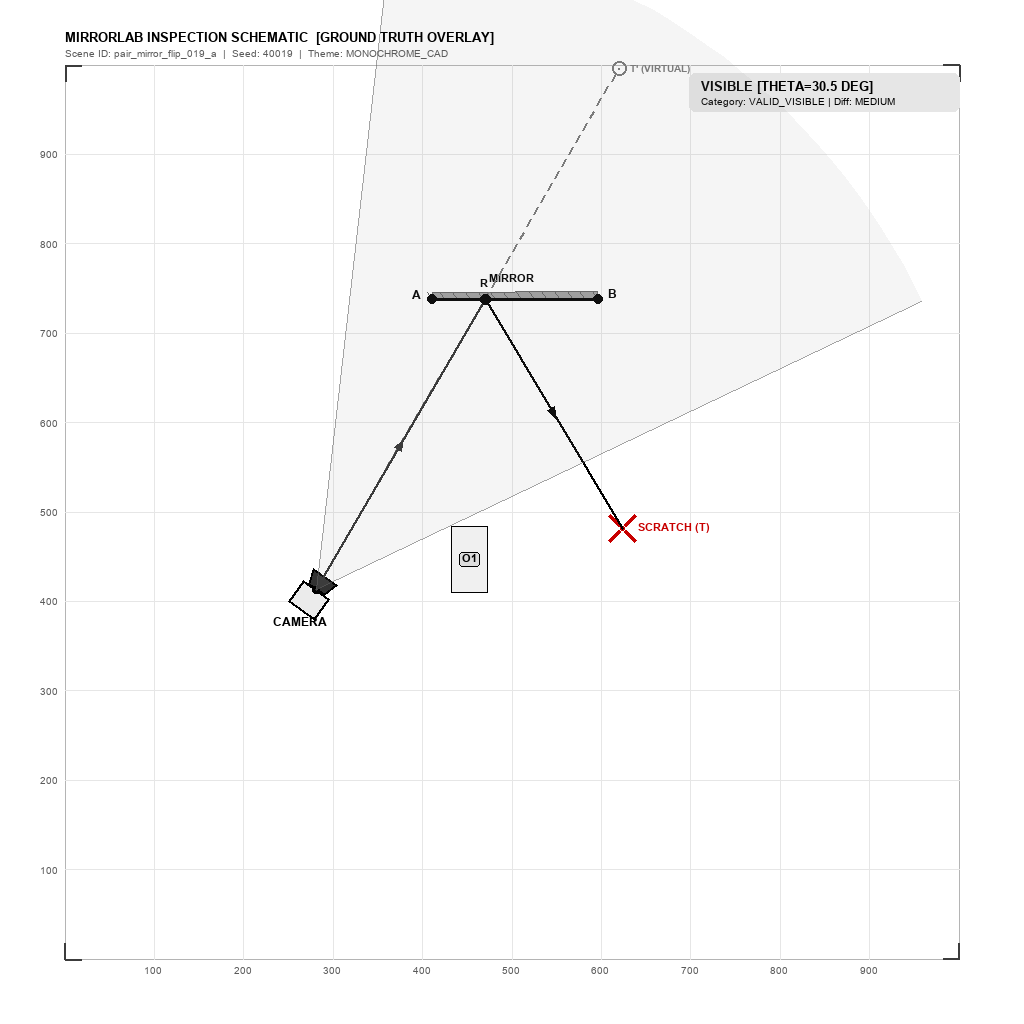 MIRRORLAB INSPECTION SCHEMATIC [GROUND TRUTH OVERLAY]
Scene ID: pair_mirror_flip_019_a | Seed: 40019 | Theme: MONOCHROME_CAD
T' (VIRTUAL)
VISIBLE [THETA=30.5 DEG]
Category: VALID_VISIBLE | Diff: MEDIUM
900
800
MIRROR
R
A
B
700
600
500
SCRATCH (T)
O1
400
CAMERA
300
200
100
100 200 300 400 500 600 700 800 900